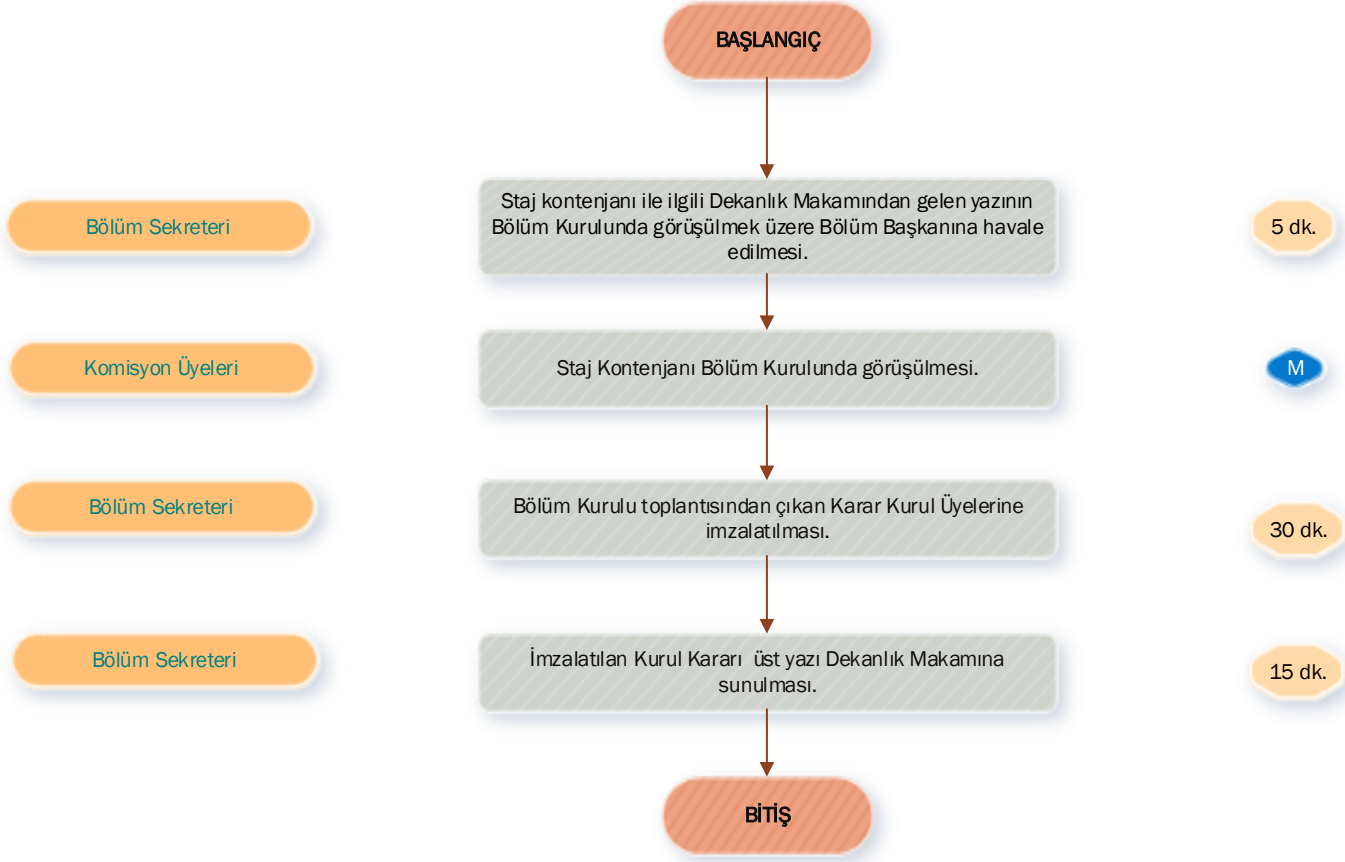 BAŞLANGIÇ
Bölüm Sekreteri
Staj kontenjanı ile ilgili Dekanlık Makamından gelen yazının
Bölüm Kurulunda görüşülmek üzere Bölüm Başkanına havale
edilmesi.
5 dk.
Komisyon Üyeleri
Staj Kontenjanı Bölüm Kurulunda görüşülmesi.
M
Bölüm Sekreteri
Bölüm Kurulu toplantısından çıkan Karar Kurul Üyelerine
imzalatılması.
30 dk.
Bölüm Sekreteri
İmzalatılan Kurul Kararı üst yazı Dekanlık Makamına
sunulması.
15 dk.
BİTİŞ